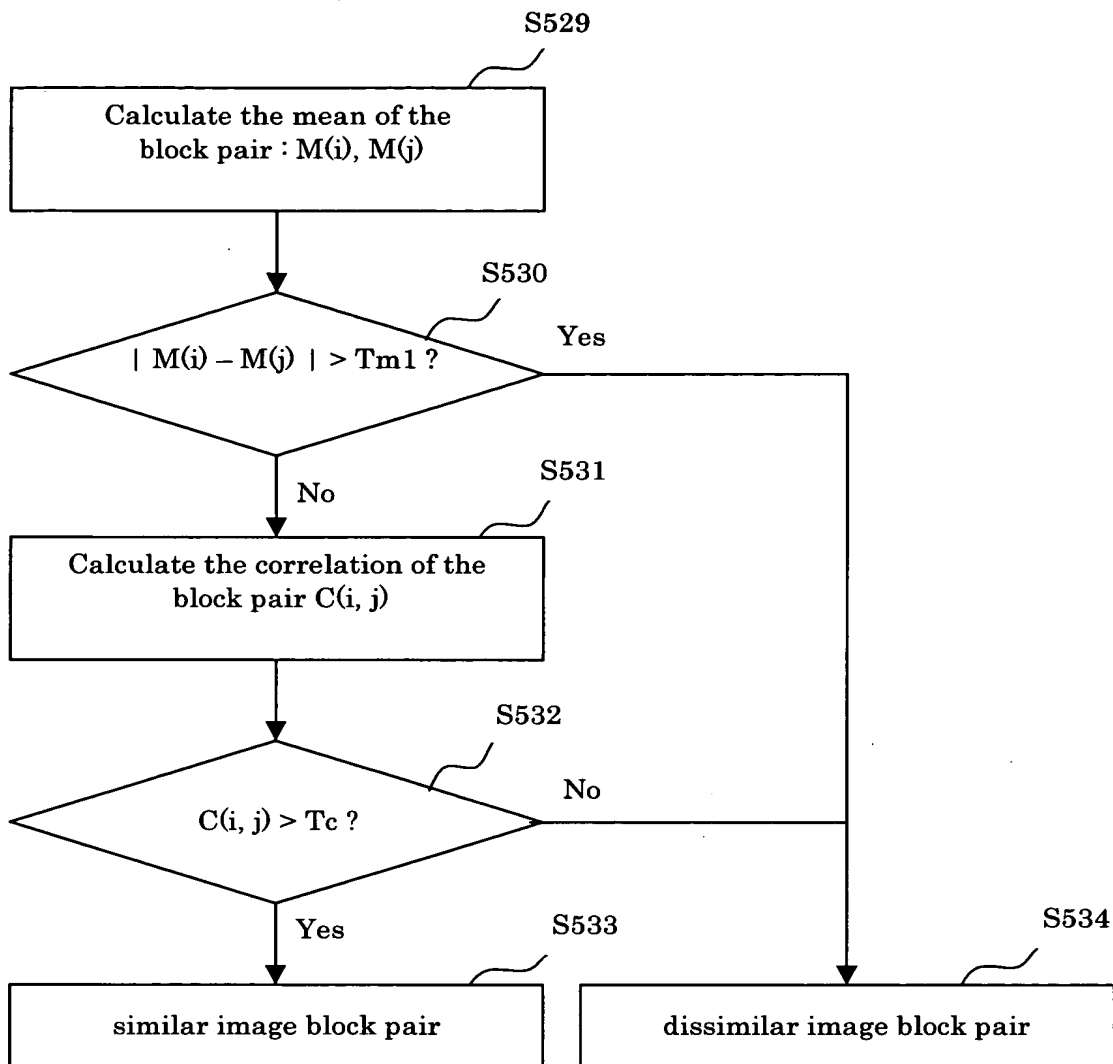 S529
Calculate the mean of the
block pair : M(i), M(j)
S530
| M(i) – M(j) | > Tm1 ?
Yes
No
S531
Calculate the correlation of the
block pair C(i, j)
S532
C(i, j) > Tc ?
No
Yes
S533
S534
similar image block pair
dissimilar image block pair